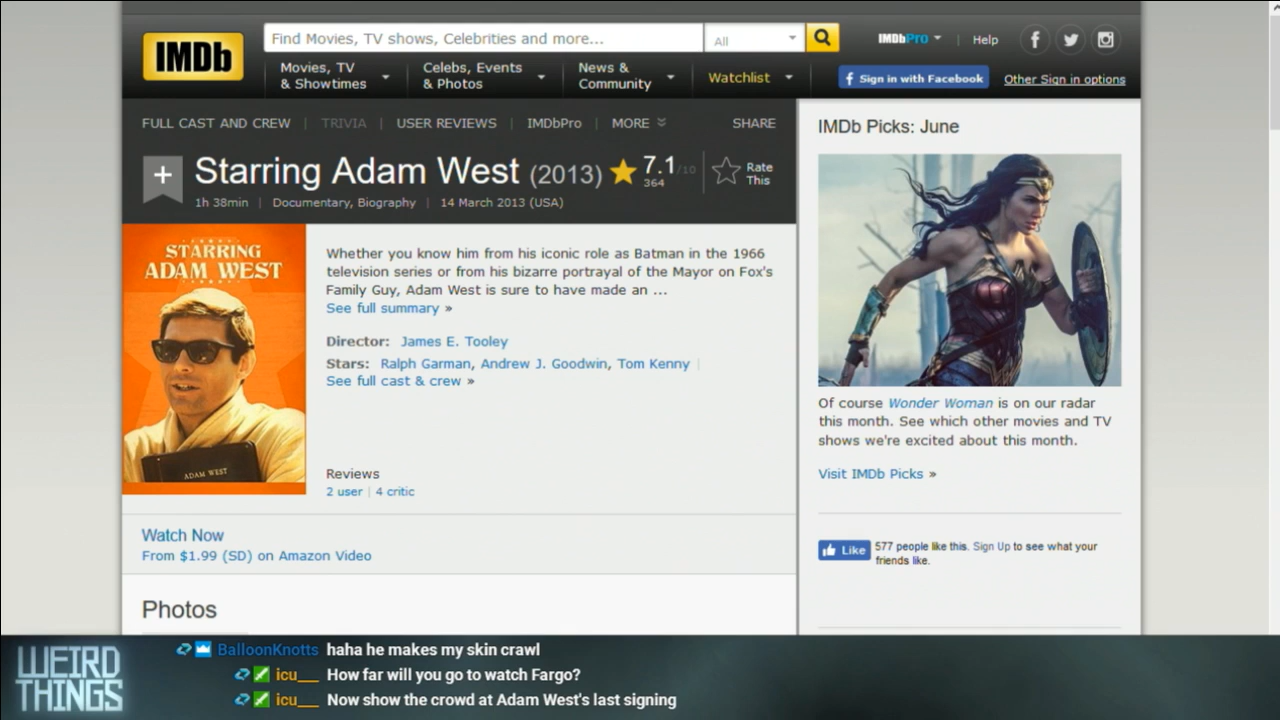 IMDb
Find Movies, TV shows, Celebrities and more...
All
IMDbPro
Help
Movies, TV
& Showtimes
Celebs, Events
& Photos
News &
Community
Watchlist
f Sign in with Facebook
Other Sign in options
FULL CAST AND CREW | TRIVIA | USER REVIEWS | IMDbPro | MORE
SHARE
+ Starring Adam West (2013)
7.1/10
364
Rate
This
1h 38min | Documentary, Biography | 14 March 2013 (USA)
STARRING
ADAM WEST
ADAM WEST
Whether you know him from his iconic role as Batman in the 1966
television series or from his bizarre portrayal of the Mayor on Fox's
Family Guy, Adam West is sure to have made an ...
See full summary »
Director: James E. Tooley
Stars: Ralph Garman, Andrew J. Goodwin, Tom Kenny |
See full cast & crew »
Reviews
2 user | 4 critic
Watch Now
From $1.99 (SD) on Amazon Video
Photos
IMDb Picks: June
Of course Wonder Woman is on our radar
this month. See which other movies and TV
shows we're excited about this month.
Visit IMDb Picks »
Like
577 people like this. Sign Up to see what your
friends like.
WEIRD
THINGS
BalloonKnotts haha he makes my skin crawl
icu___ How far will you go to watch Fargo?
icu___ Now show the crowd at Adam West's last signing